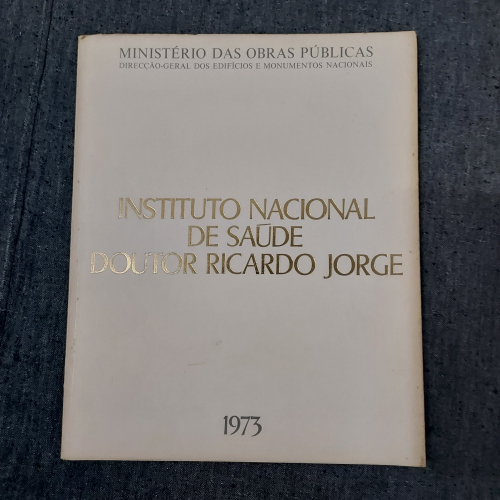 MINISTÉRIO DAS OBRAS PÚBLICAS
DIRECÇÃO-GERAL DOS EDIFÍCIOS E MONUMENTOS NACIONAIS
INSTITUTO NACIONAL
DE SAÚDE
DOUTOR RICARDO JORGE
1973